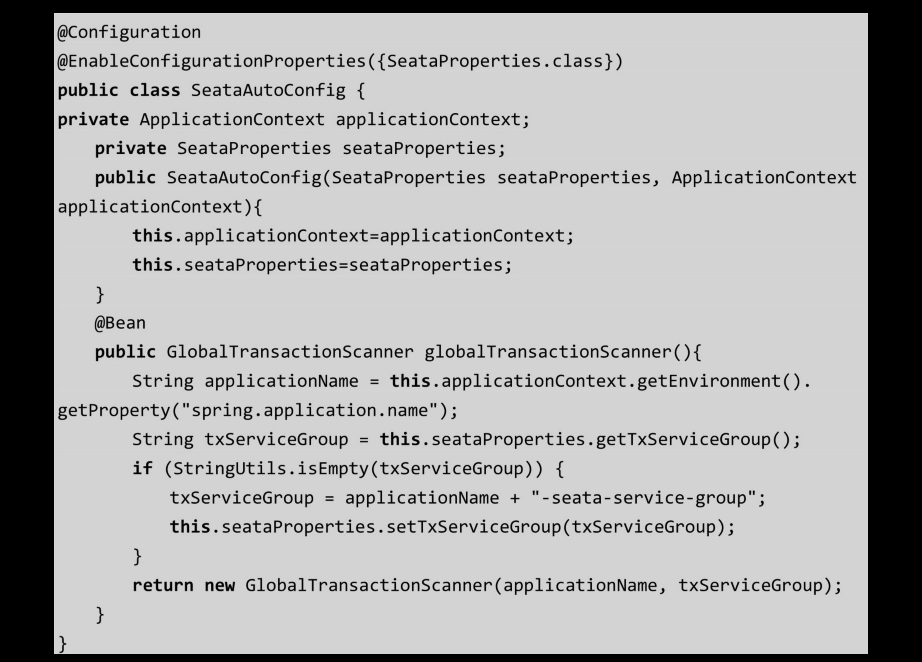 @Configuration
@EnableConfigurationProperties({SeataProperties.class})
public class SeataAutoConfig {
private ApplicationContext applicationContext;
    private SeataProperties seataProperties;
    public SeataAutoConfig(SeataProperties seataProperties, ApplicationContext
applicationContext){
        this.applicationContext=applicationContext;
        this.seataProperties=seataProperties;
    }
    @Bean
    public GlobalTransactionScanner globalTransactionScanner(){
        String applicationName = this.applicationContext.getEnvironment().
getProperty("spring.application.name");
        String txServiceGroup = this.seataProperties.getTxServiceGroup();
        if (StringUtils.isEmpty(txServiceGroup)) {
            txServiceGroup = applicationName + "-seata-service-group";
            this.seataProperties.setTxServiceGroup(txServiceGroup);
        }
        return new GlobalTransactionScanner(applicationName, txServiceGroup);
    }
}